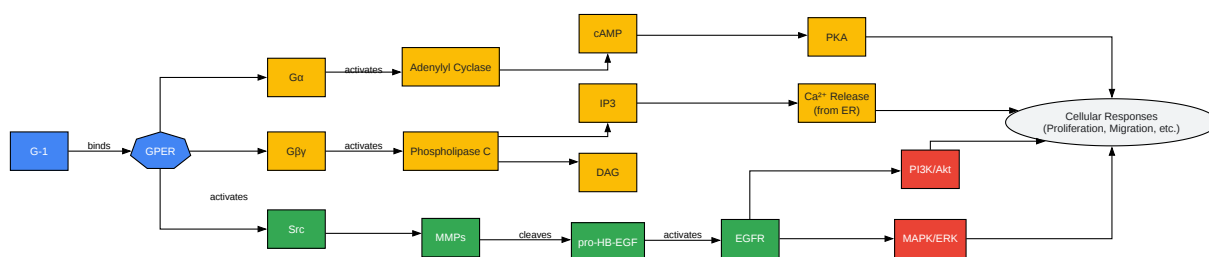 cAMP
PKA
Gα
activates
Adenylyl Cyclase
IP3
Ca²⁺ Release
(from ER)
Cellular Responses
(Proliferation, Migration, etc.)
G-1
binds
GPER
Gβγ
activates
Phospholipase C
DAG
PI3K/Akt
activates
Src
MMPs
cleaves
pro-HB-EGF
activates
EGFR
MAPK/ERK